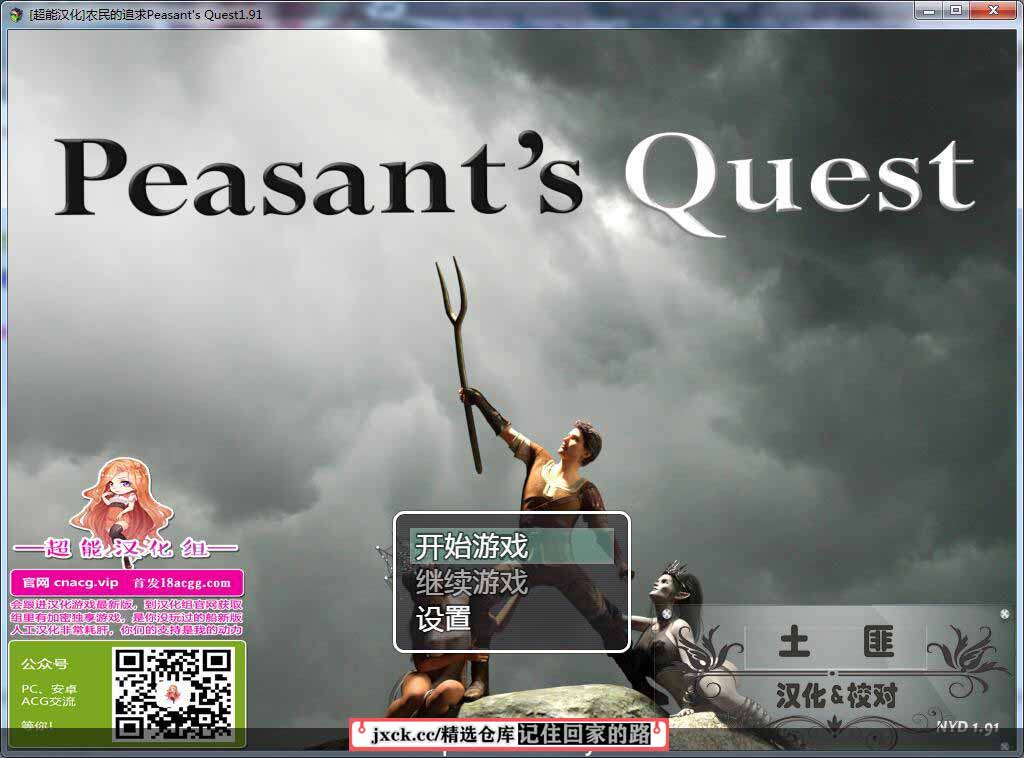 [超能汉化]农民的追求Peasant's Quest1.91
Peasant's Quest
开始游戏
继续游戏
设置
超能汉化组
官网 cnacg.vip 首发18acgg.com
会跟进汉化游戏最新版，到汉化组官网获取
组里有加密独享游戏，是你没玩过的船新版
人工汉化非常耗肝，你们的支持是我的动力
公众号
PC、安卓
ACG交流
等你!
土匪
汉化&校对
NYD 1.91
jxck.cc/精选仓库记住回家的路